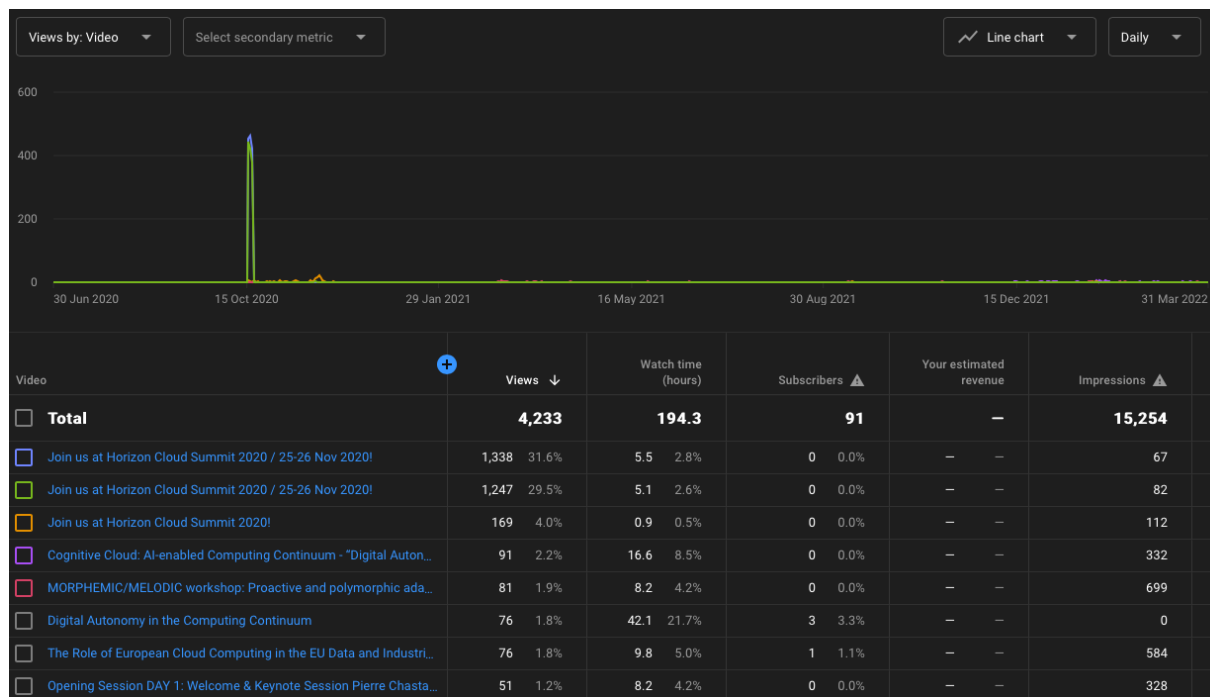 Views by: Video
Select secondary metric
Line chart
Daily
600
400
200
0
30 Jun 2020 15 Oct 2020 29 Jan 2021 16 May 2021 30 Aug 2021 15 Dec 2021 31 Mar 2022
Video Views Watch time (hours) Subscribers Your estimated revenue Impressions
Total 4,233 194.3 91 — 15,254
Join us at Horizon Cloud Summit 2020 / 25-26 Nov 2020! 1,338 31.6% 5.5 2.8% 0 0.0% — — 67
Join us at Horizon Cloud Summit 2020 / 25-26 Nov 2020! 1,247 29.5% 5.1 2.6% 0 0.0% — — 82
Join us at Horizon Cloud Summit 2020! 169 4.0% 0.9 0.5% 0 0.0% — — 112
Cognitive Cloud: AI-enabled Computing Continuum - “Digital Auton... 91 2.2% 16.6 8.5% 0 0.0% — — 332
MORPHEMIC/MELODIC workshop: Proactive and polymorphic ada... 81 1.9% 8.2 4.2% 0 0.0% — — 699
Digital Autonomy in the Computing Continuum 76 1.8% 42.1 21.7% 3 3.3% — — 0
The Role of European Cloud Computing in the EU Data and Industri... 76 1.8% 9.8 5.0% 1 1.1% — — 584
Opening Session DAY 1: Welcome & Keynote Session Pierre Chasta... 51 1.2% 8.2 4.2% 0 0.0% — — 328